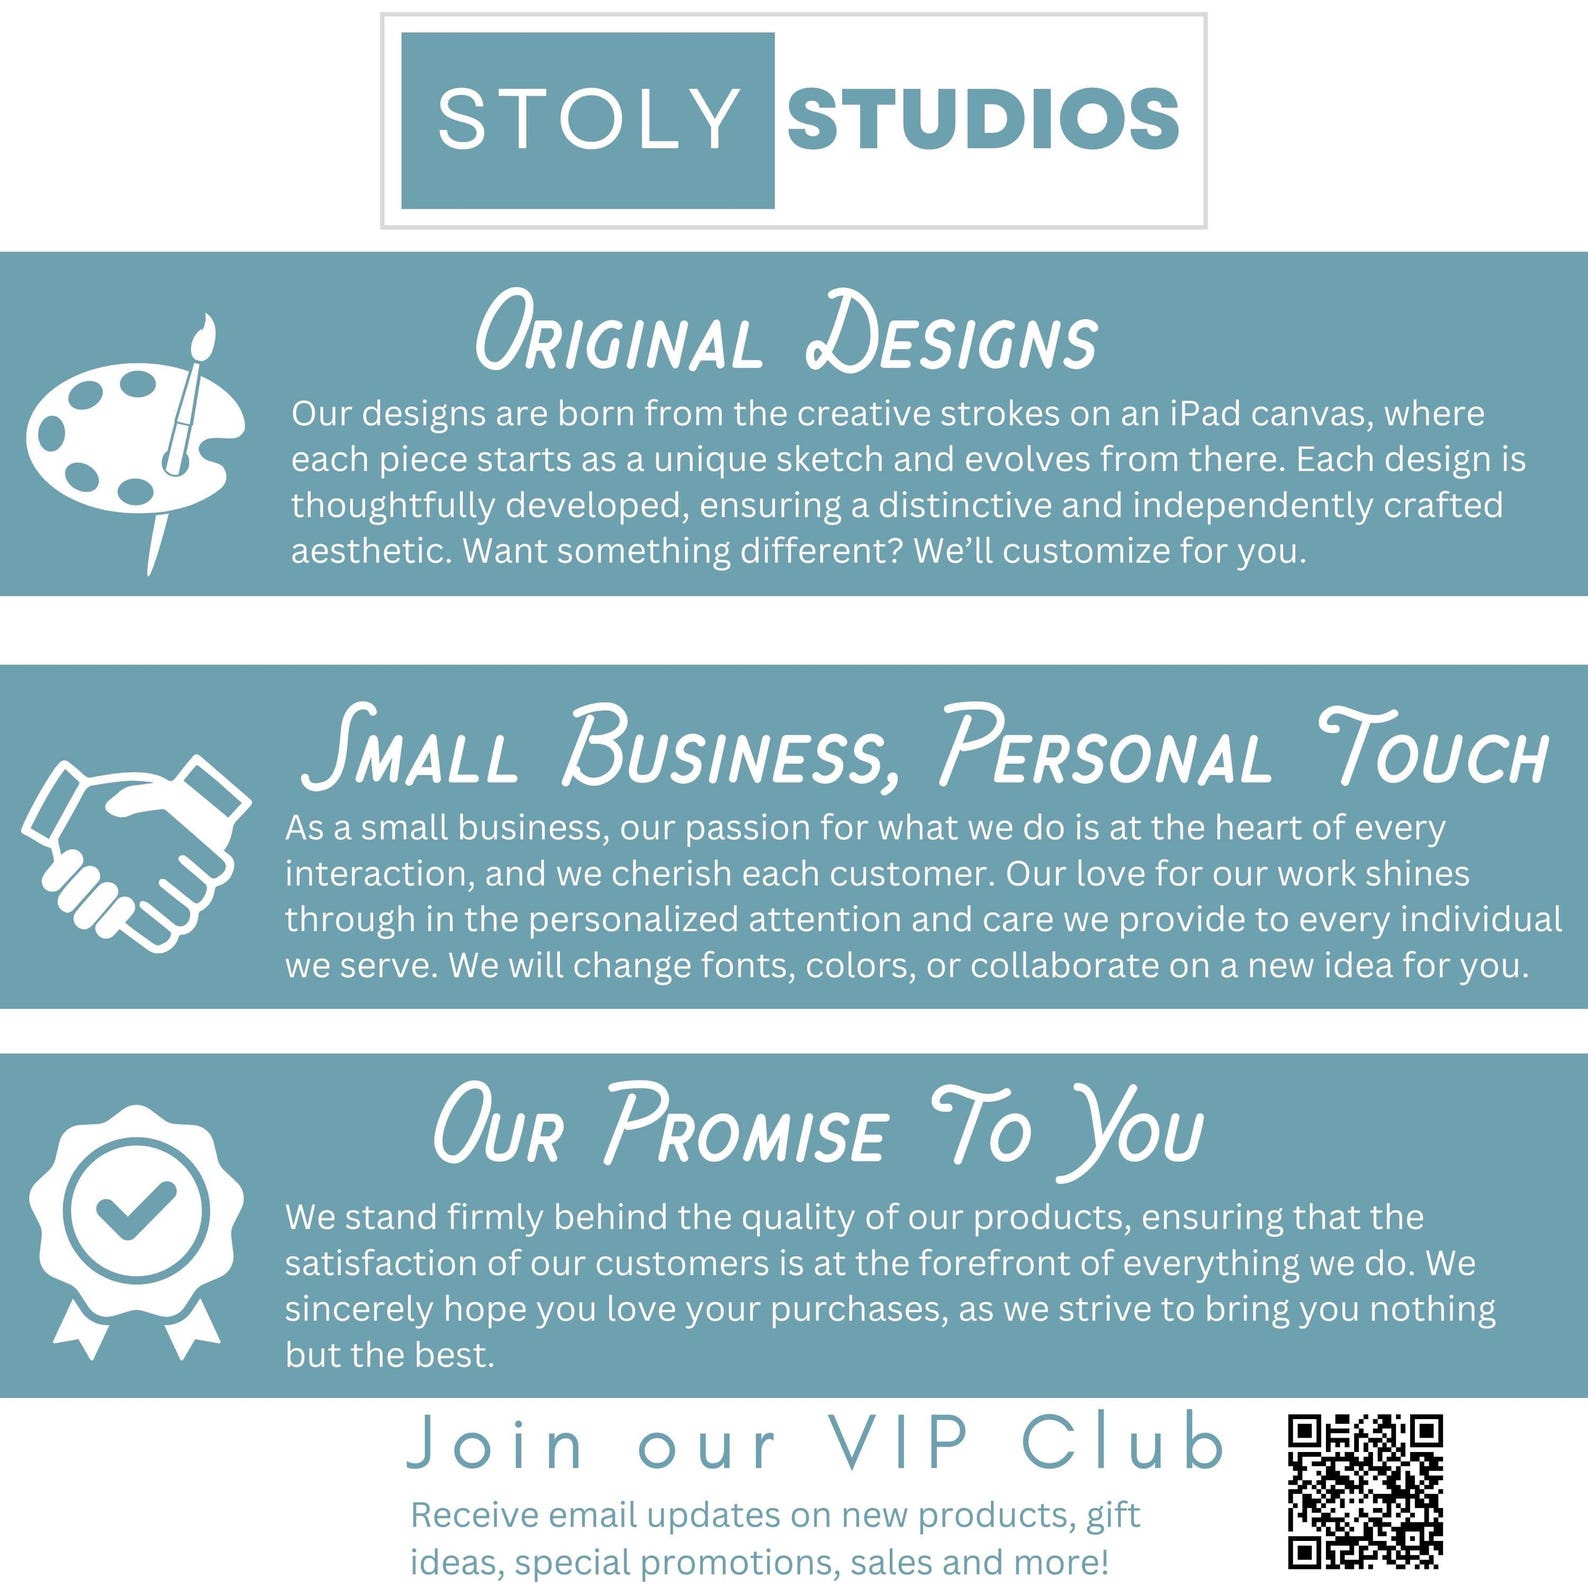 STOLY STUDIOS
Original Designs
Our designs are born from the creative strokes on an iPad canvas, where
each piece starts as a unique sketch and evolves from there. Each design is
thoughtfully developed, ensuring a distinctive and independently crafted
aesthetic. Want something different? We’ll customize for you.
Small Business, Personal Touch
As a small business, our passion for what we do is at the heart of every
interaction, and we cherish each customer. Our love for our work shines
through in the personalized attention and care we provide to every individual
we serve. We will change fonts, colors, or collaborate on a new idea for you.
Our Promise To You
We stand firmly behind the quality of our products, ensuring that the
satisfaction of our customers is at the forefront of everything we do. We
sincerely hope you love your purchases, as we strive to bring you nothing
but the best.
Join our VIP Club
Receive email updates on new products, gift
ideas, special promotions, sales and more!